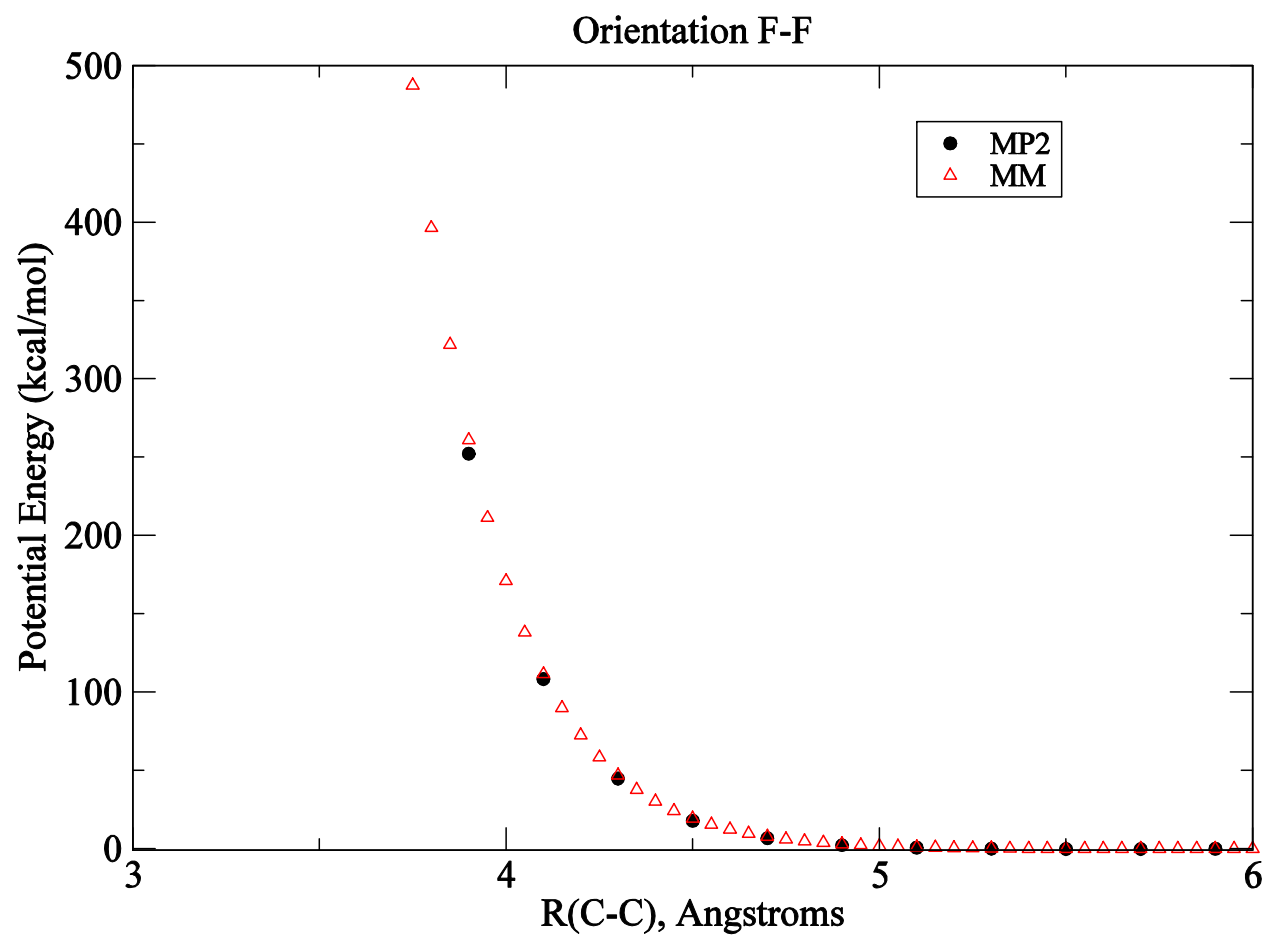 Orientation F-F
500
400
300
200
100
0
Potential Energy (kcal/mol)
MP2
MM
3 4 5 6
R(C-C), Angstroms